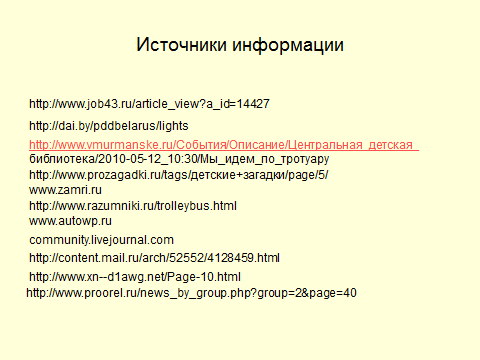 Источники информации
http://www.job43.ru/article_view?a_id=14427
http://dai.by/pddbelarus/lights
http://www.vmurmanske.ru/События/Описание/Центральная_детская_
библиотека/2010-05-12_10:30/Мы_идем_по_тротуару
http://www.prozagadki.ru/tags/детские+загадки/page/5/
www.zamri.ru
http://www.razumniki.ru/trolleybus.html
www.autowp.ru
community.livejournal.com
http://content.mail.ru/arch/52552/4128459.html
http://www.xn--d1awg.net/Page-10.html
http://www.proorel.ru/news_by_group.php?group=2&page=40